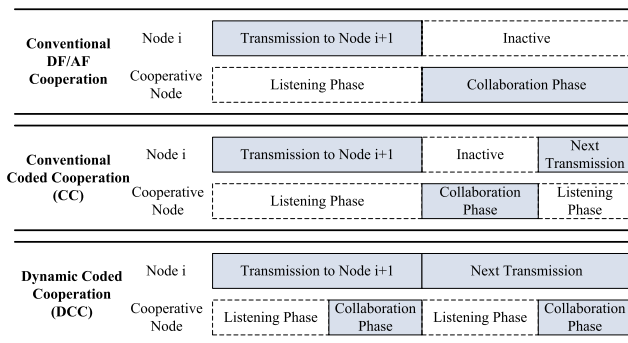 Conventional
DF/AF
Cooperation
Node i
Transmission to Node i+1
Inactive
Cooperative
Node
Listening Phase
Collaboration Phase
Conventional
Coded Cooperation
(CC)
Node i
Transmission to Node i+1
Inactive
Next
Transmission
Cooperative
Node
Listening Phase
Collaboration
Phase
Listening
Phase
Dynamic Coded
Cooperation
(DCC)
Node i
Transmission to Node i+1
Next Transmission
Cooperative
Node
Listening Phase
Collaboration
Phase
Listening Phase
Collaboration
Phase